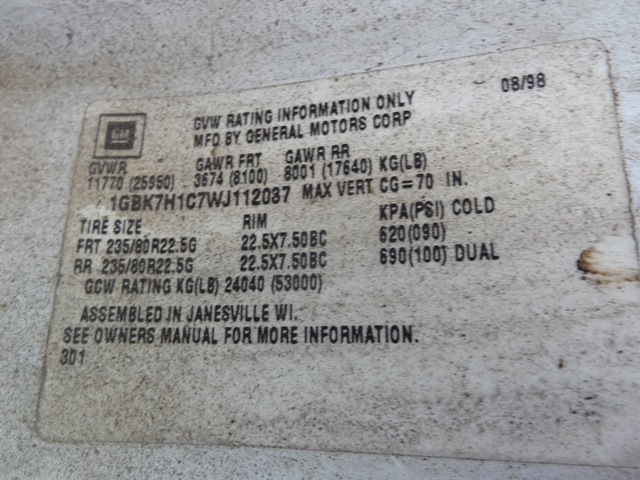 08/98
GM
GVW RATING INFORMATION ONLY
MFD BY GENERAL MOTORS CORP
GVWR GAWR FRT GAWR RR
11770 (25950) 3674 (8100) 8001 (17640) KG(LB)
1GBK7H1C7WJ112037 MAX VERT CG=70 IN.
TIRE SIZE RIM KPA(PSI) COLD
FRT 235/80R22.5G 22.5X7.50BC 620(090)
RR 235/80R22.5G 22.5X7.50BC 690(100) DUAL
GCW RATING KG(LB) 24040 (53000)
ASSEMBLED IN JANESVILLE WI.
SEE OWNERS MANUAL FOR MORE INFORMATION.
301